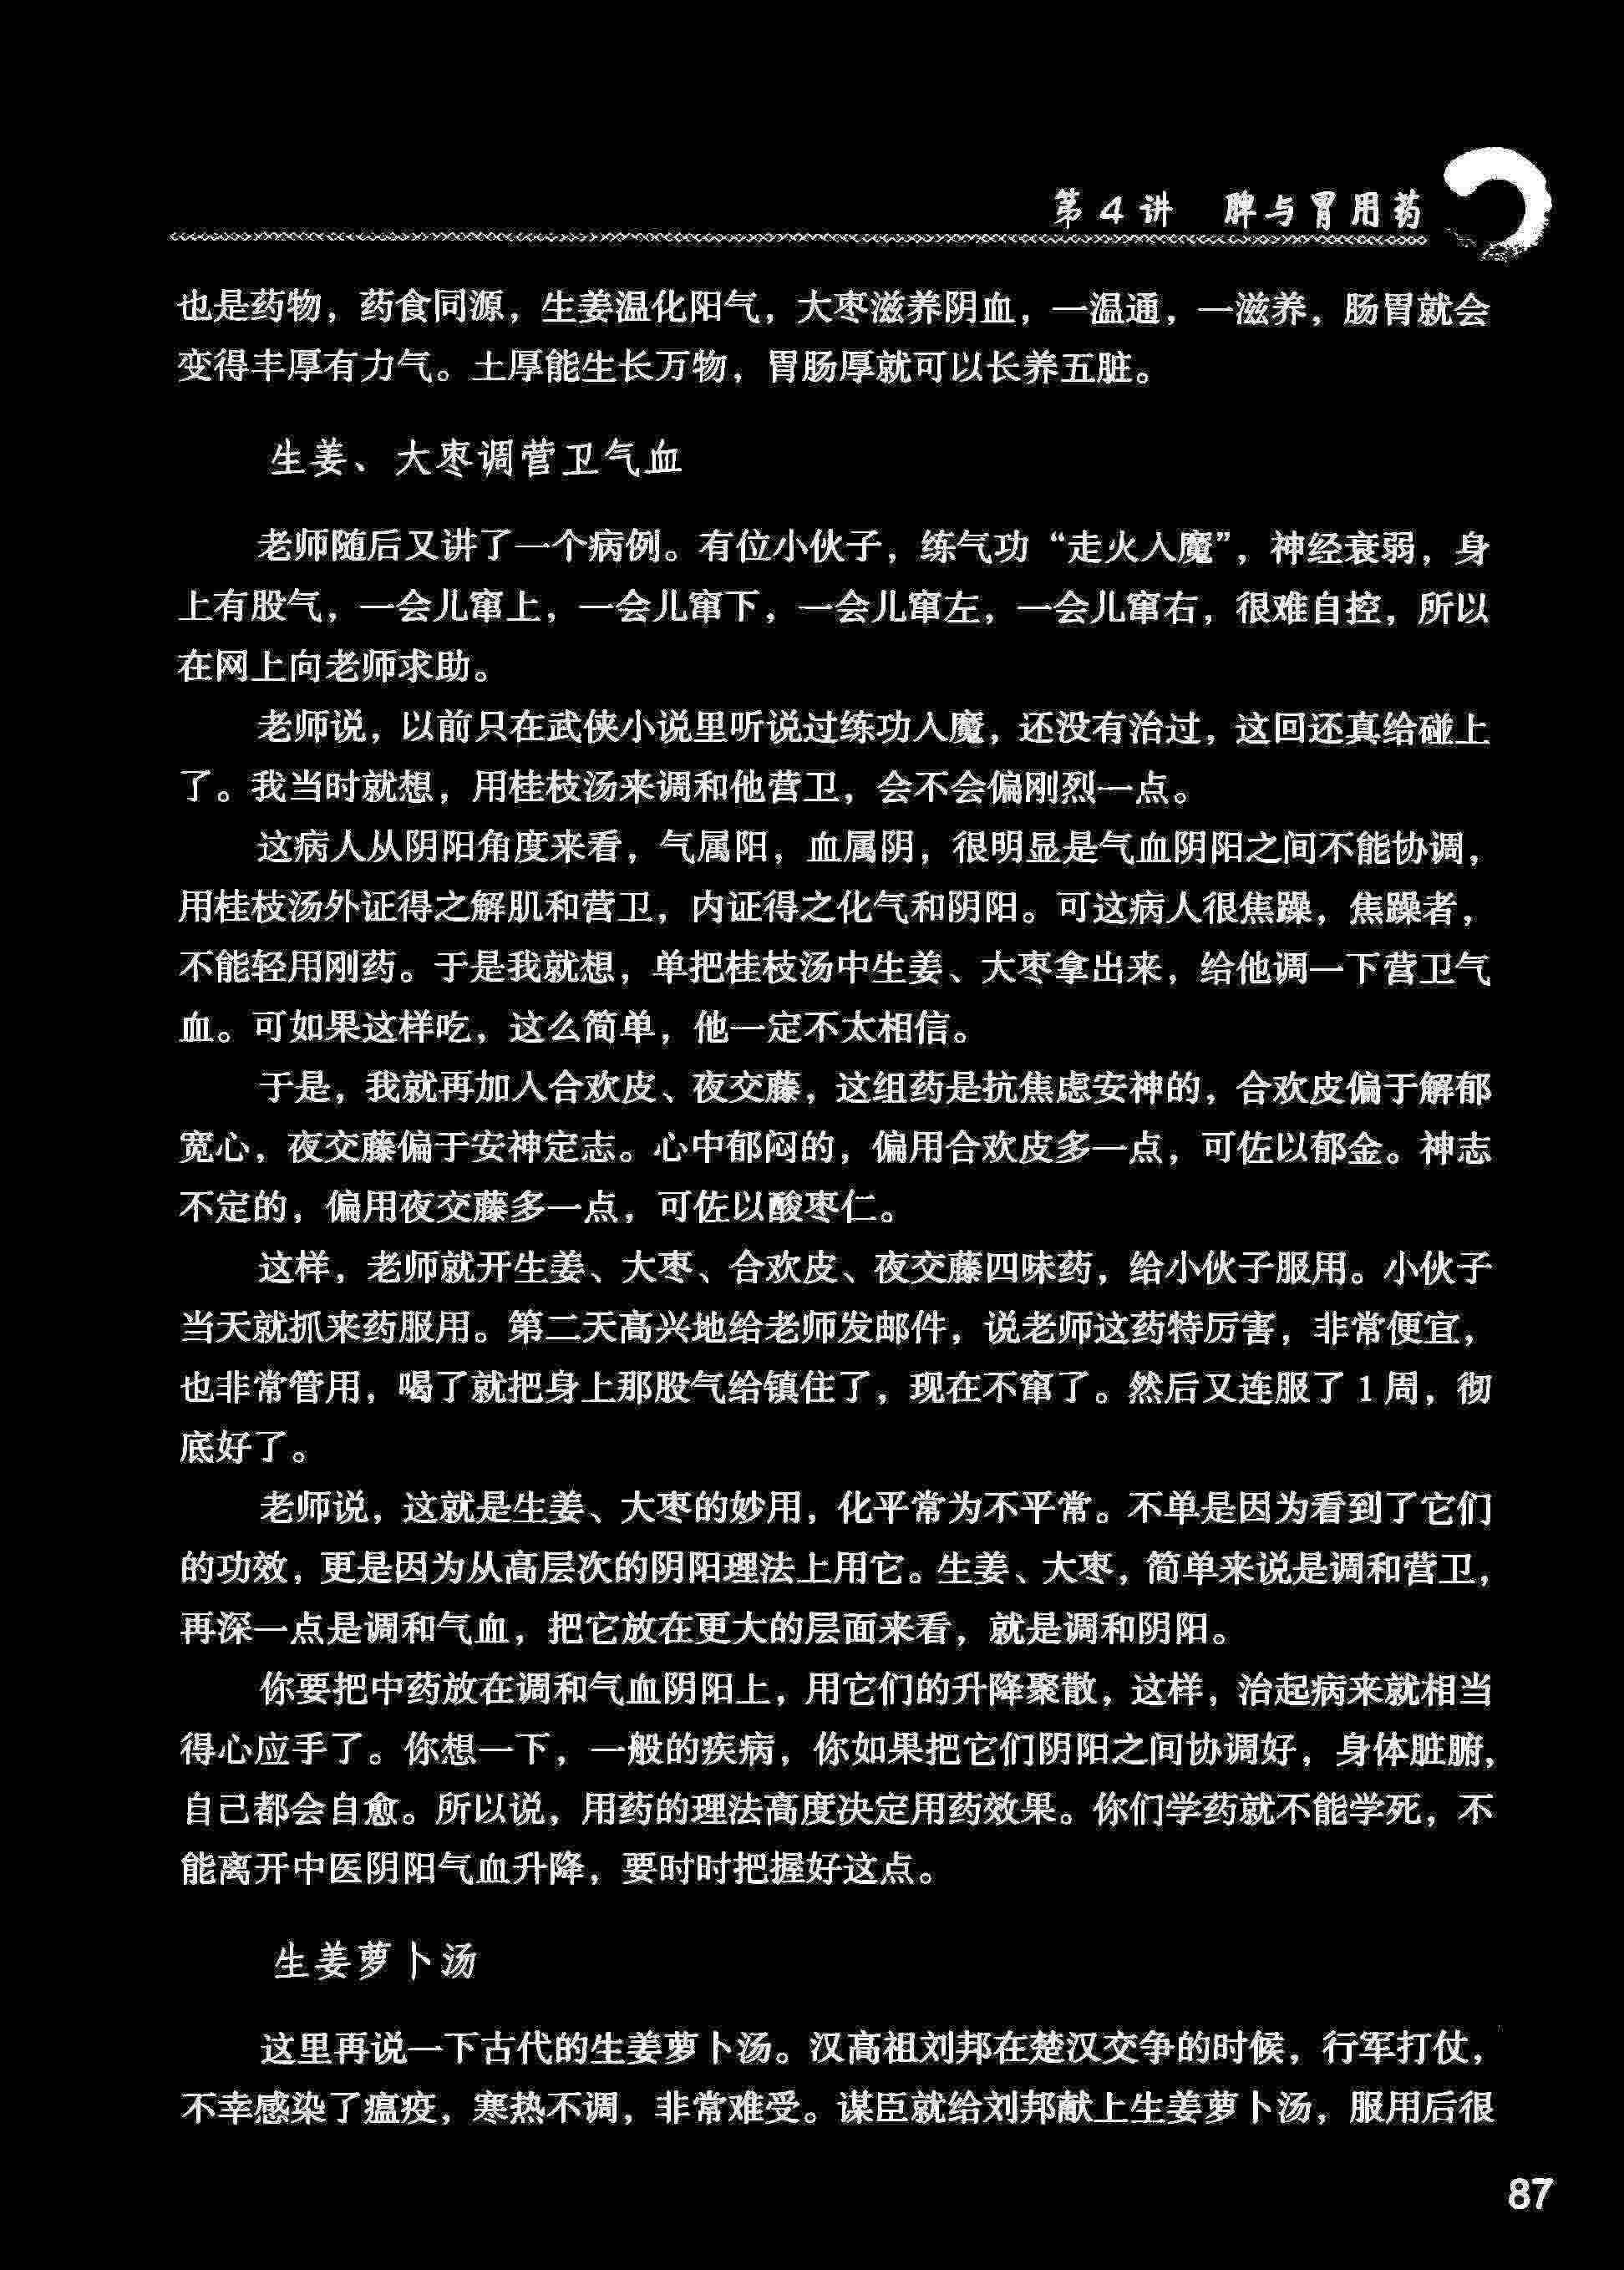 第4讲 脾与胃用药
也是药物，药食同源，生姜温化阳气，大枣滋养阴血，一温通，一滋养，肠胃就会
变得丰厚有力气。土厚能生长万物，胃肠厚就可以长养五脏。
生姜、大枣调营卫气血
老师随后又讲了一个病例。有位小伙子，练气功“走火入魔”，神经衰弱，身
上有股气，一会儿窜上，一会儿窜下，一会儿窜左，一会儿窜右，很难自控，所以
在网上向老师求助。
老师说，以前只在武侠小说里听说过练功入魔，还没有治过，这回还真给碰上
了。我当时就想，用桂枝汤来调和他营卫，会不会偏刚烈一点。
这病人从阴阳角度来看，气属阳，血属阴，很明显是气血阴阳之间不能协调，
用桂枝汤外证得之解肌和营卫，内证得之化气和阴阳。可这病人很焦躁，焦躁者，
不能轻用刚药。于是我就想，单把桂枝汤中生姜、大枣拿出来，给他调一下营卫气
血。可如果这样吃，这么简单，他一定不太相信。
于是，我就再加入合欢皮、夜交藤，这组药是抗焦虑安神的，合欢皮偏于解郁
宽心，夜交藤偏于安神定志。心中郁闷的，偏用合欢皮多一点，可佐以郁金。神志
不定的，偏用夜交藤多一点，可佐以酸枣仁。
这样，老师就开生姜、大枣、合欢皮、夜交藤四味药，给小伙子服用。小伙子
当天就抓来药服用。第二天高兴地给老师发邮件，说老师这药特厉害，非常便宜，
也非常管用，喝了就把身上那股气给镇住了，现在不窜了。然后又连服了1周，彻
底好了。
老师说，这就是生姜、大枣的妙用，化平常为不平常。不单是因为看到了它们
的功效，更是因为从高层次的阴阳理法上用它。生姜、大枣，简单来说是调和营卫，
再深一点是调和气血，把它放在更大的层面来看，就是调和阴阳。
你要把中药放在调和气血阴阳上，用它们的升降聚散，这样，治起病来就相当
得心应手了。你想一下，一般的疾病，你如果把它们阴阳之间协调好，身体脏腑，
自己都会自愈。所以说，用药的理法高度决定用药效果。你们学药就不能学死，不
能离开中医阴阳气血升降，要时时把握好这点。
生姜萝卜汤
这里再说一下古代的生姜萝卜汤。汉高祖刘邦在楚汉交争的时候，行军打仗，
不幸感染了瘟疫，寒热不调，非常难受。谋臣就给刘邦献上生姜萝卜汤，服用后很
87